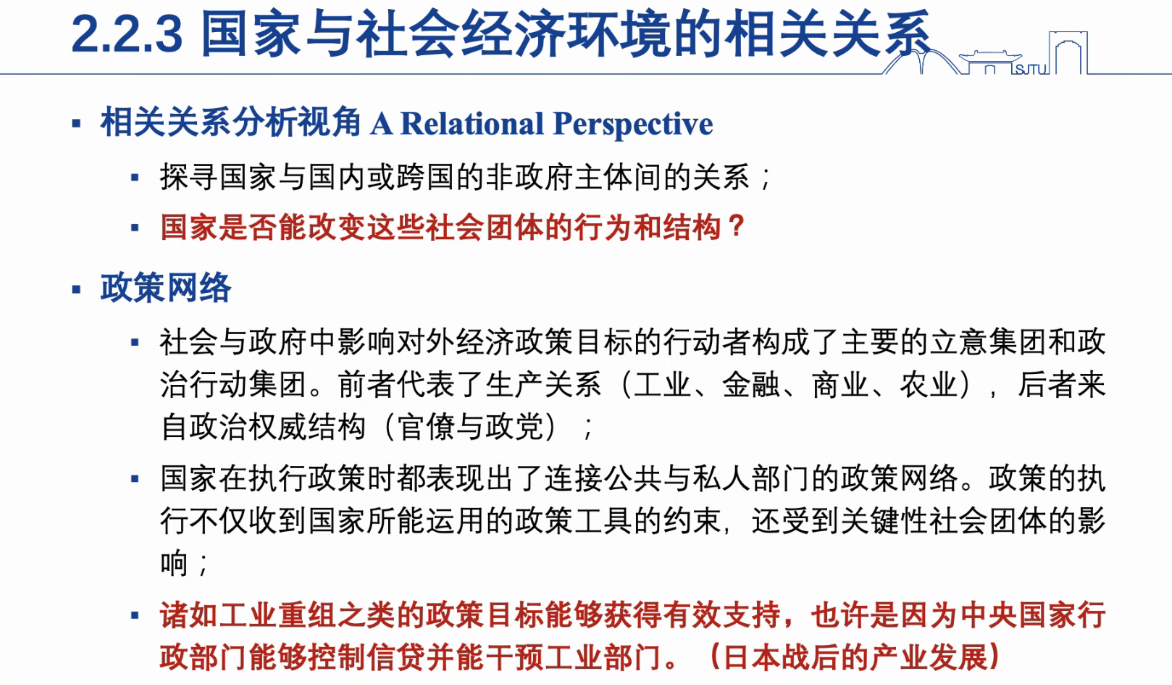 2.2.3 国家与社会经济环境的相关关系
SJTU
▪ 相关关系分析视角 A Relational Perspective
▪ 探寻国家与国内或跨国的非政府主体间的关系；
▪ 国家是否能改变这些社会团体的行为和结构？
▪ 政策网络
▪ 社会与政府中影响对外经济政策目标的行动者构成了主要的立意集团和政
治行动集团。前者代表了生产关系（工业、金融、商业、农业），后者来
自政治权威结构（官僚与政党）；
▪ 国家在执行政策时都表现出了连接公共与私人部门的政策网络。政策的执
行不仅收到国家所能运用的政策工具的约束，还受到关键性社会团体的影
响；
▪ 诸如工业重组之类的政策目标能够获得有效支持，也许是因为中央国家行
政部门能够控制信贷并能干预工业部门。（日本战后的产业发展）